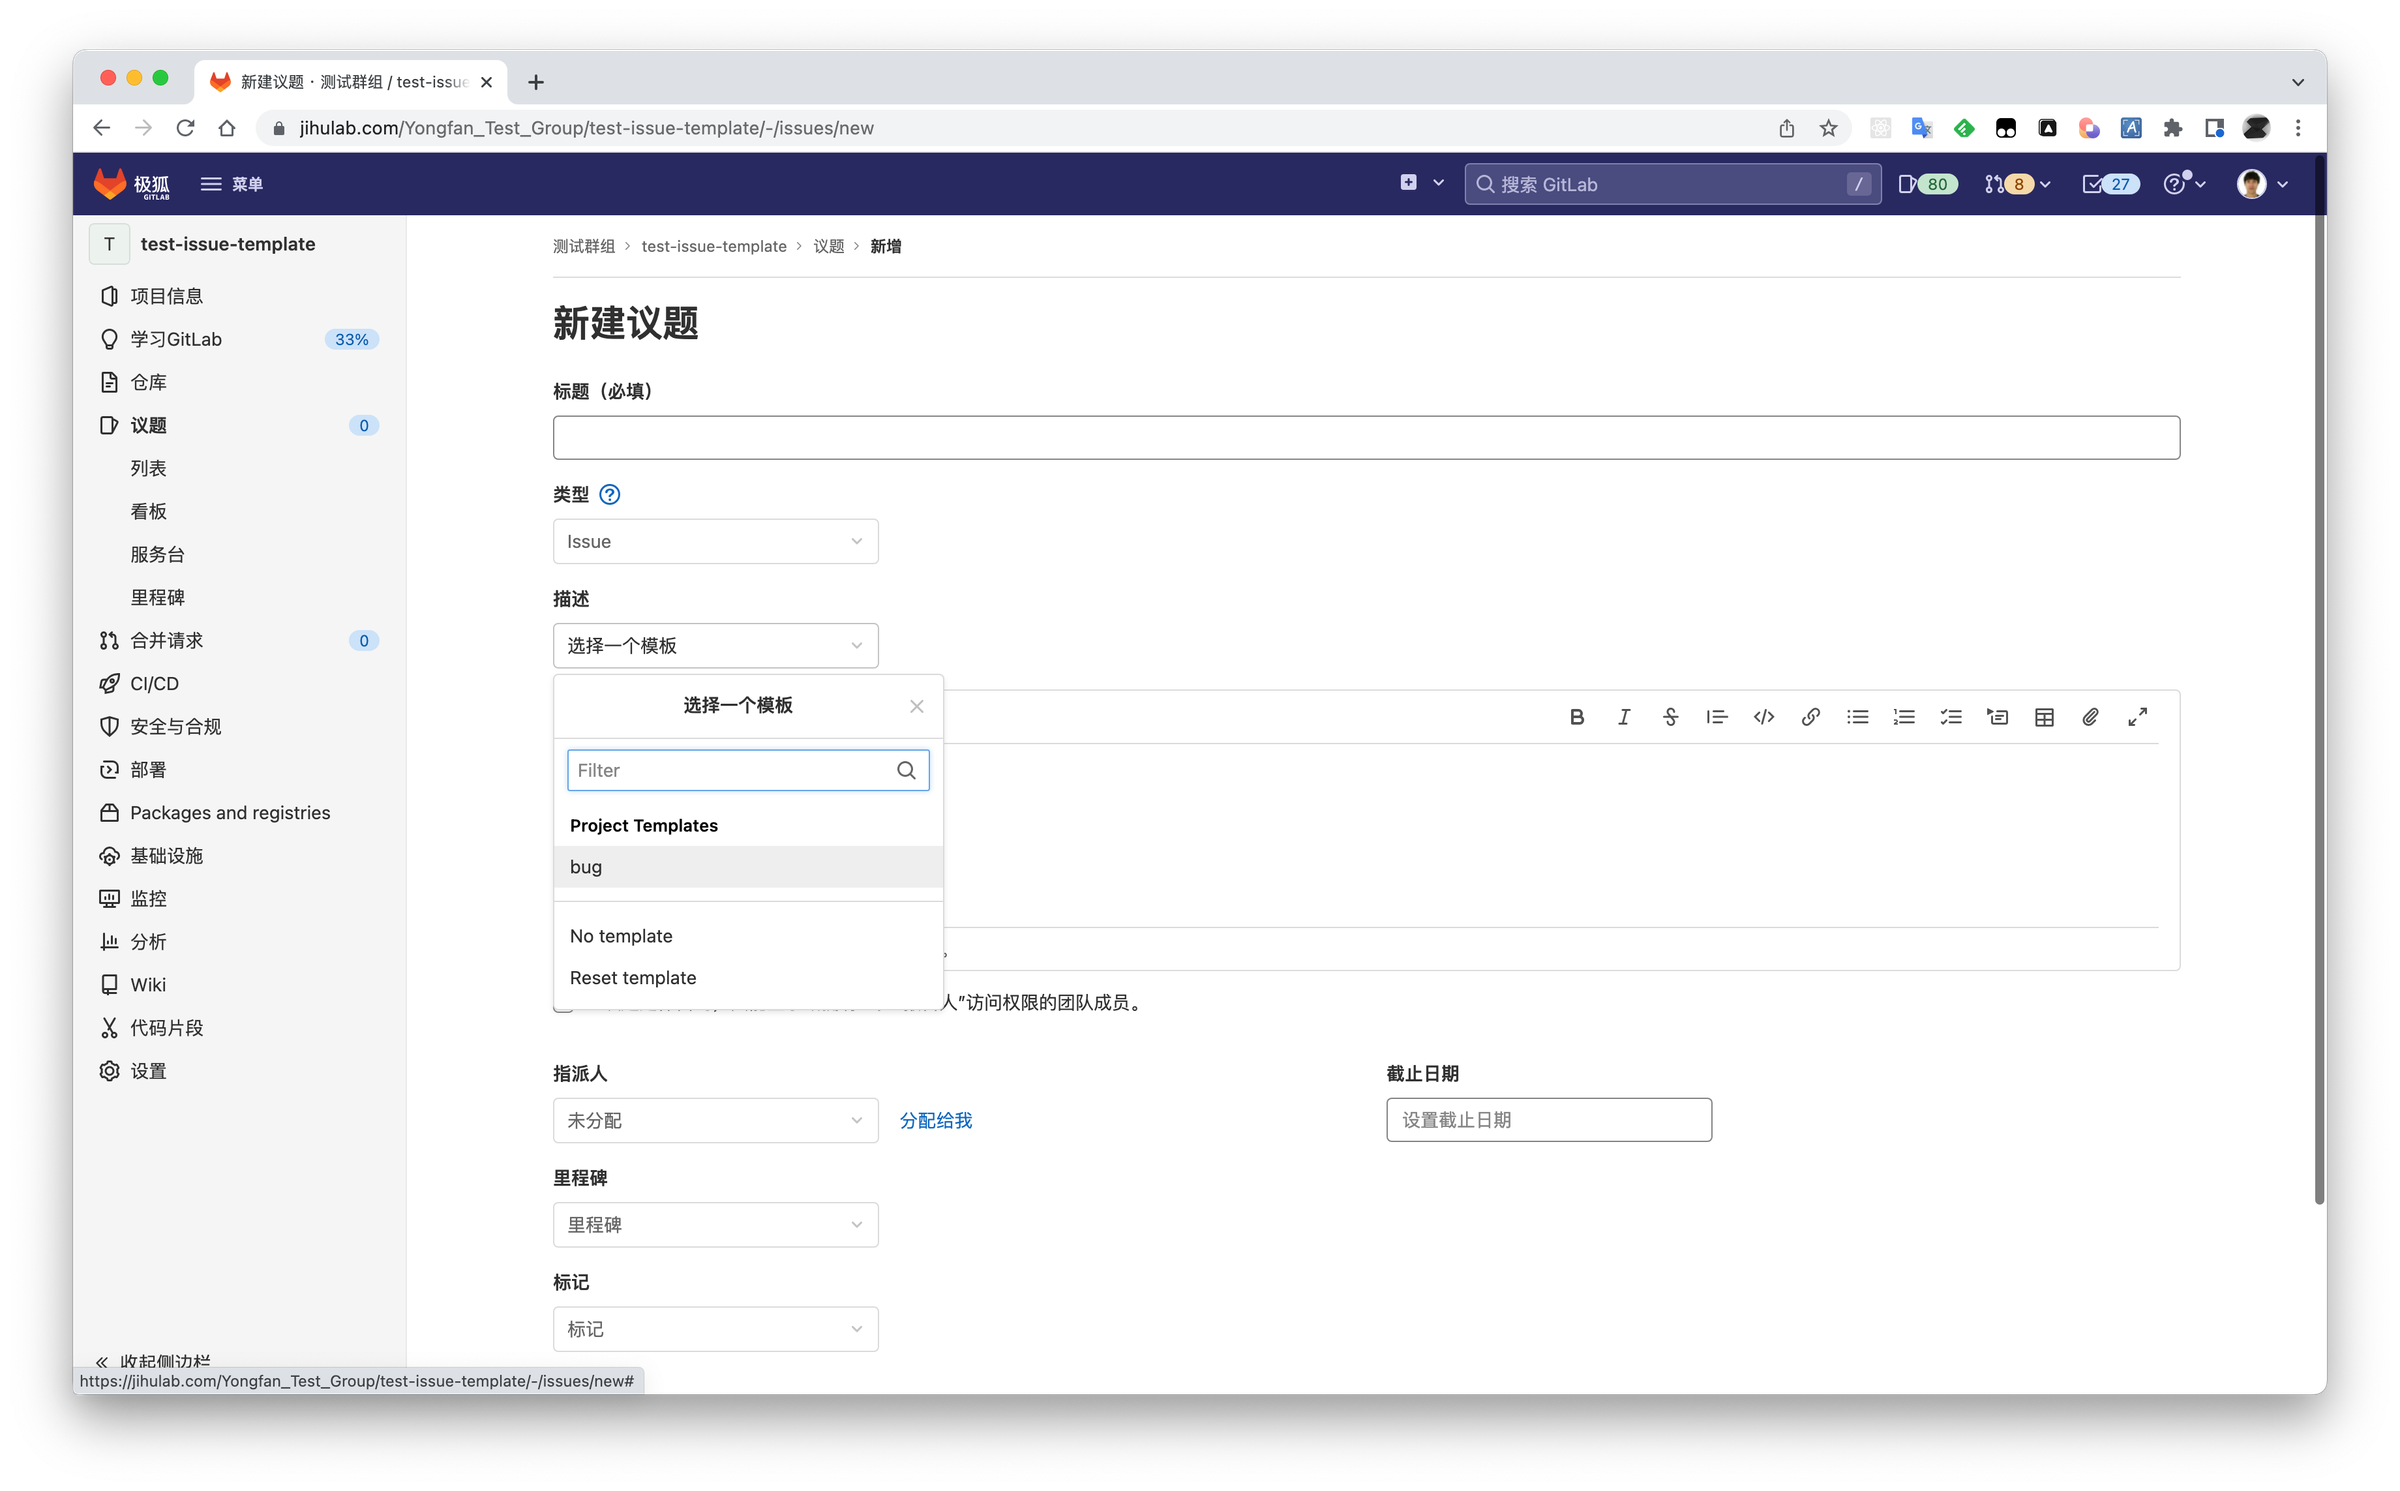 新建议题 · 测试群组 / test-issue
jihulab.com/Yongfan_Test_Group/test-issue-template/-/issues/new
极狐
GITLAB
菜单
搜索 GitLab
/
80
8
27
T
test-issue-template
项目信息
学习GitLab
33%
仓库
议题
0
列表
看板
服务台
里程碑
合并请求
0
CI/CD
安全与合规
部署
Packages and registries
基础设施
监控
分析
Wiki
代码片段
设置
收起侧边栏
https://jihulab.com/Yongfan_Test_Group/test-issue-template/-/issues/new#
测试群组 › test-issue-template › 议题 › 新增
新建议题
标题（必填）
类型
Issue
描述
选择一个模板
选择一个模板
Filter
Project Templates
bug
No template
Reset template
人”访问权限的团队成员。
指派人
未分配
分配给我
截止日期
设置截止日期
里程碑
里程碑
标记
标记